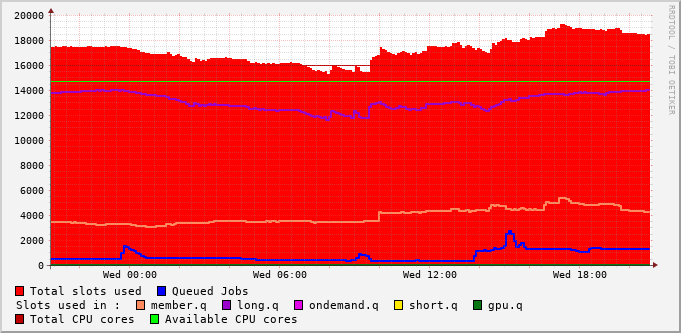 20000
18000
16000
14000
12000
10000
8000
6000
4000
2000
0
Wed 00:00 Wed 06:00 Wed 12:00 Wed 18:00
RRDTOOL / TOBI OETIKER
Total slots used Queued Jobs
Slots used in : member.q long.q ondemand.q short.q gpu.q
Total CPU cores Available CPU cores